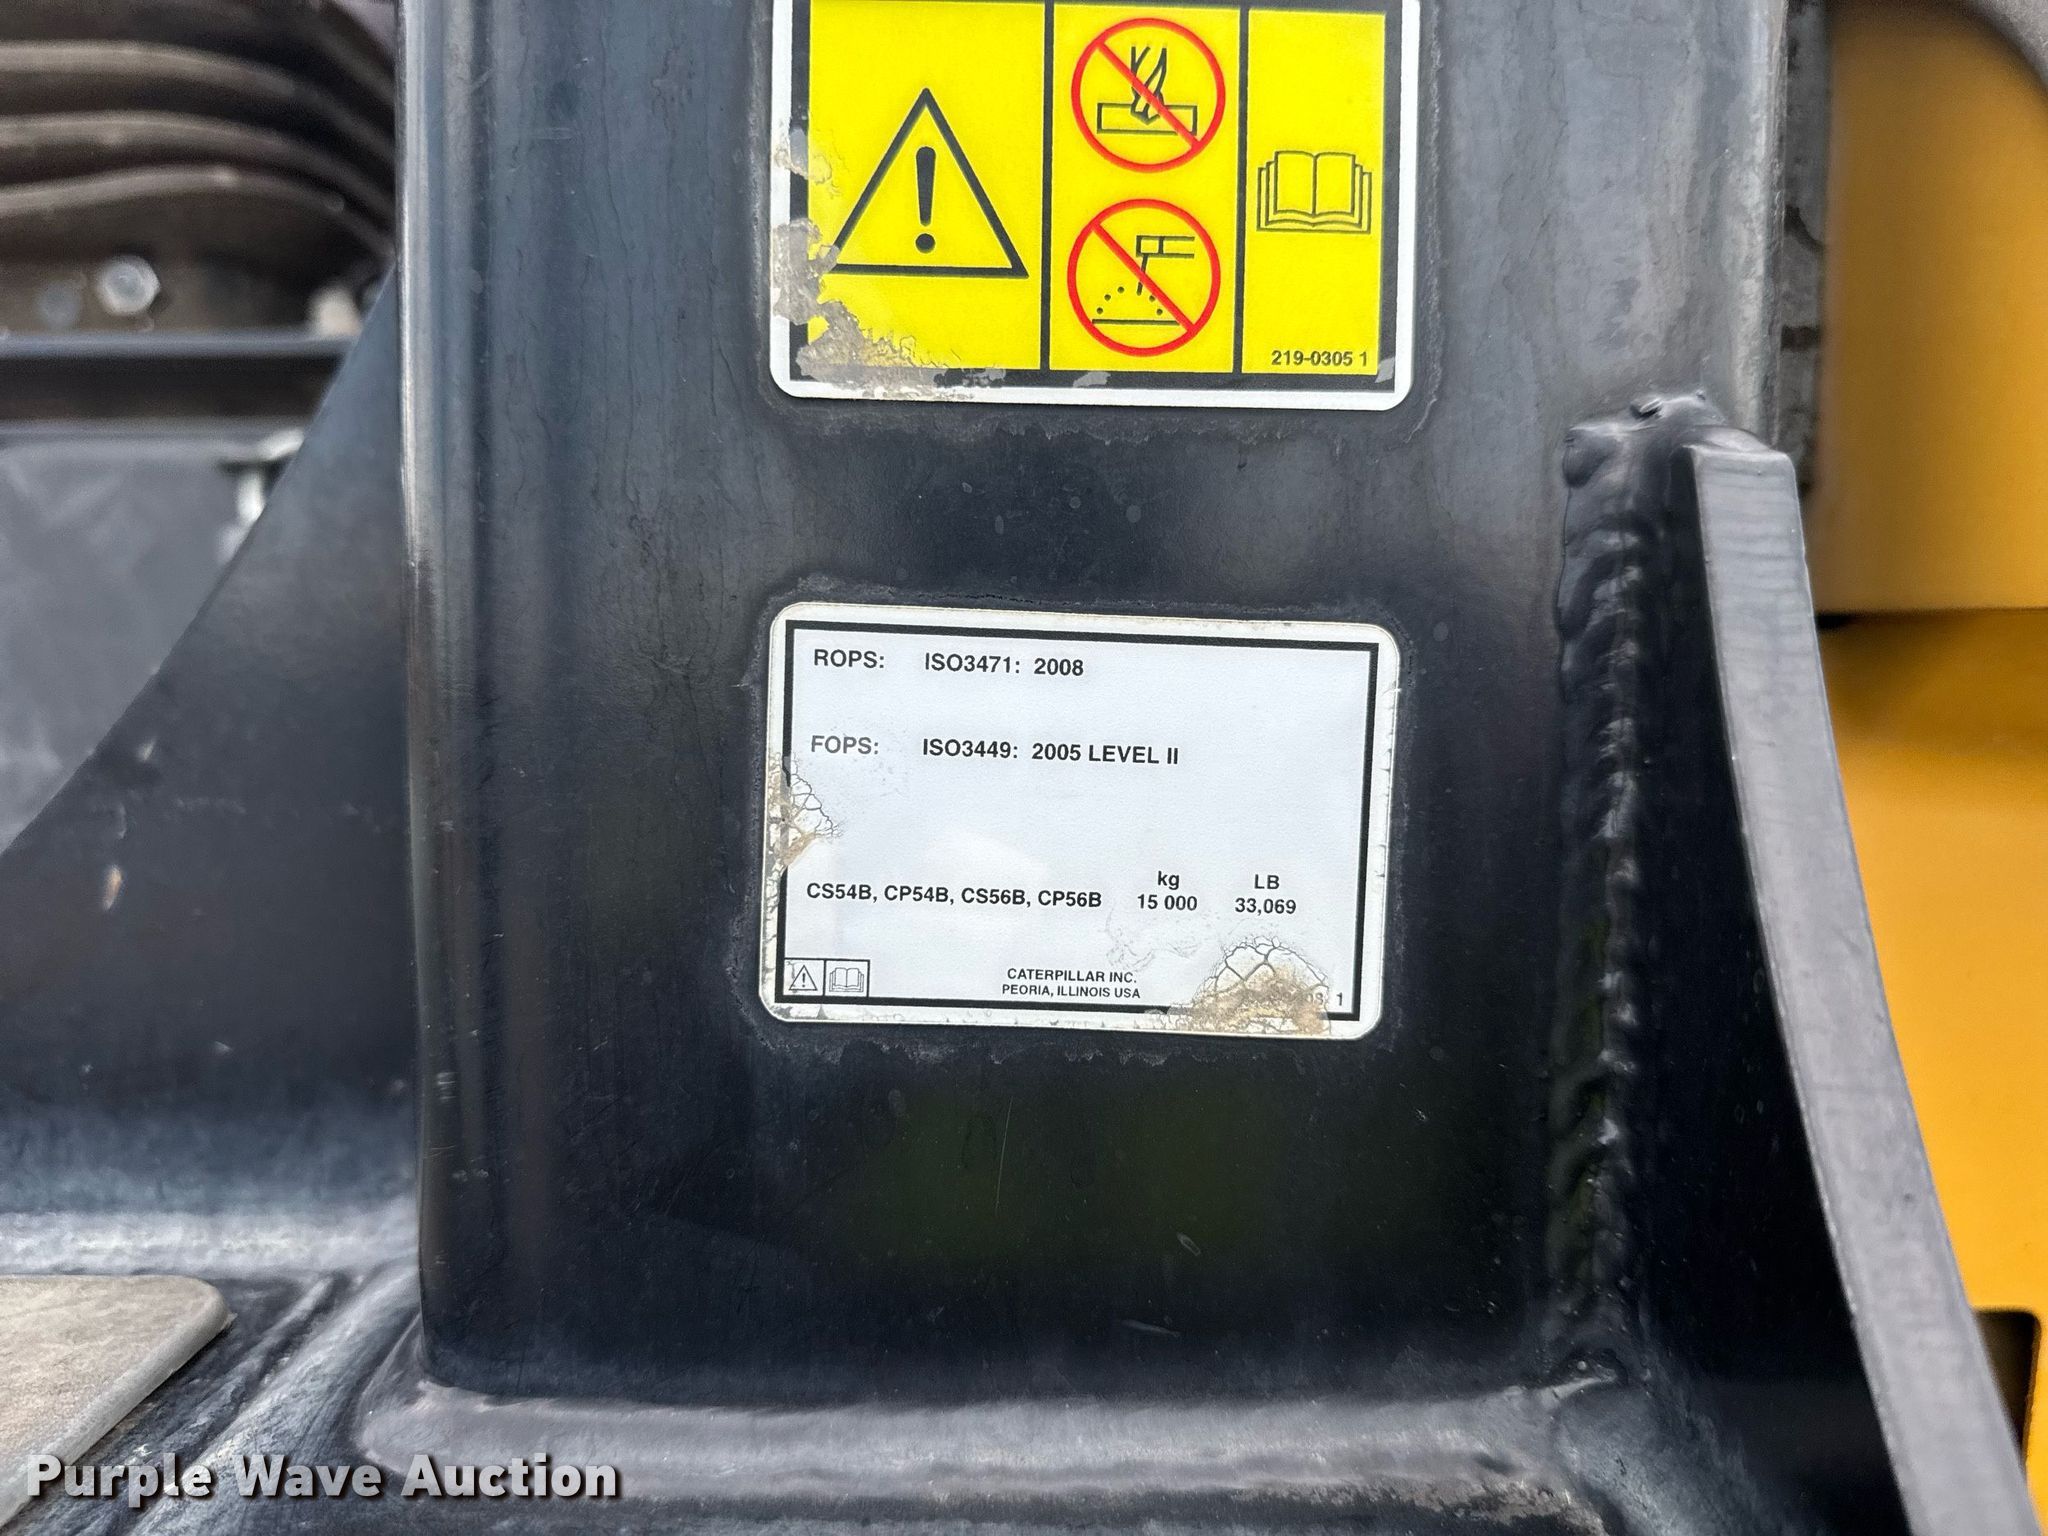 219-0305 1
ROPS: ISO3471: 2008
FOPS: ISO3449: 2005 LEVEL II
kg LB
CS54B, CP54B, CS56B, CP56B 15 000 33,069
CATERPILLAR INC.
PEORIA, ILLINOIS USA
1
Purple Wave Auction